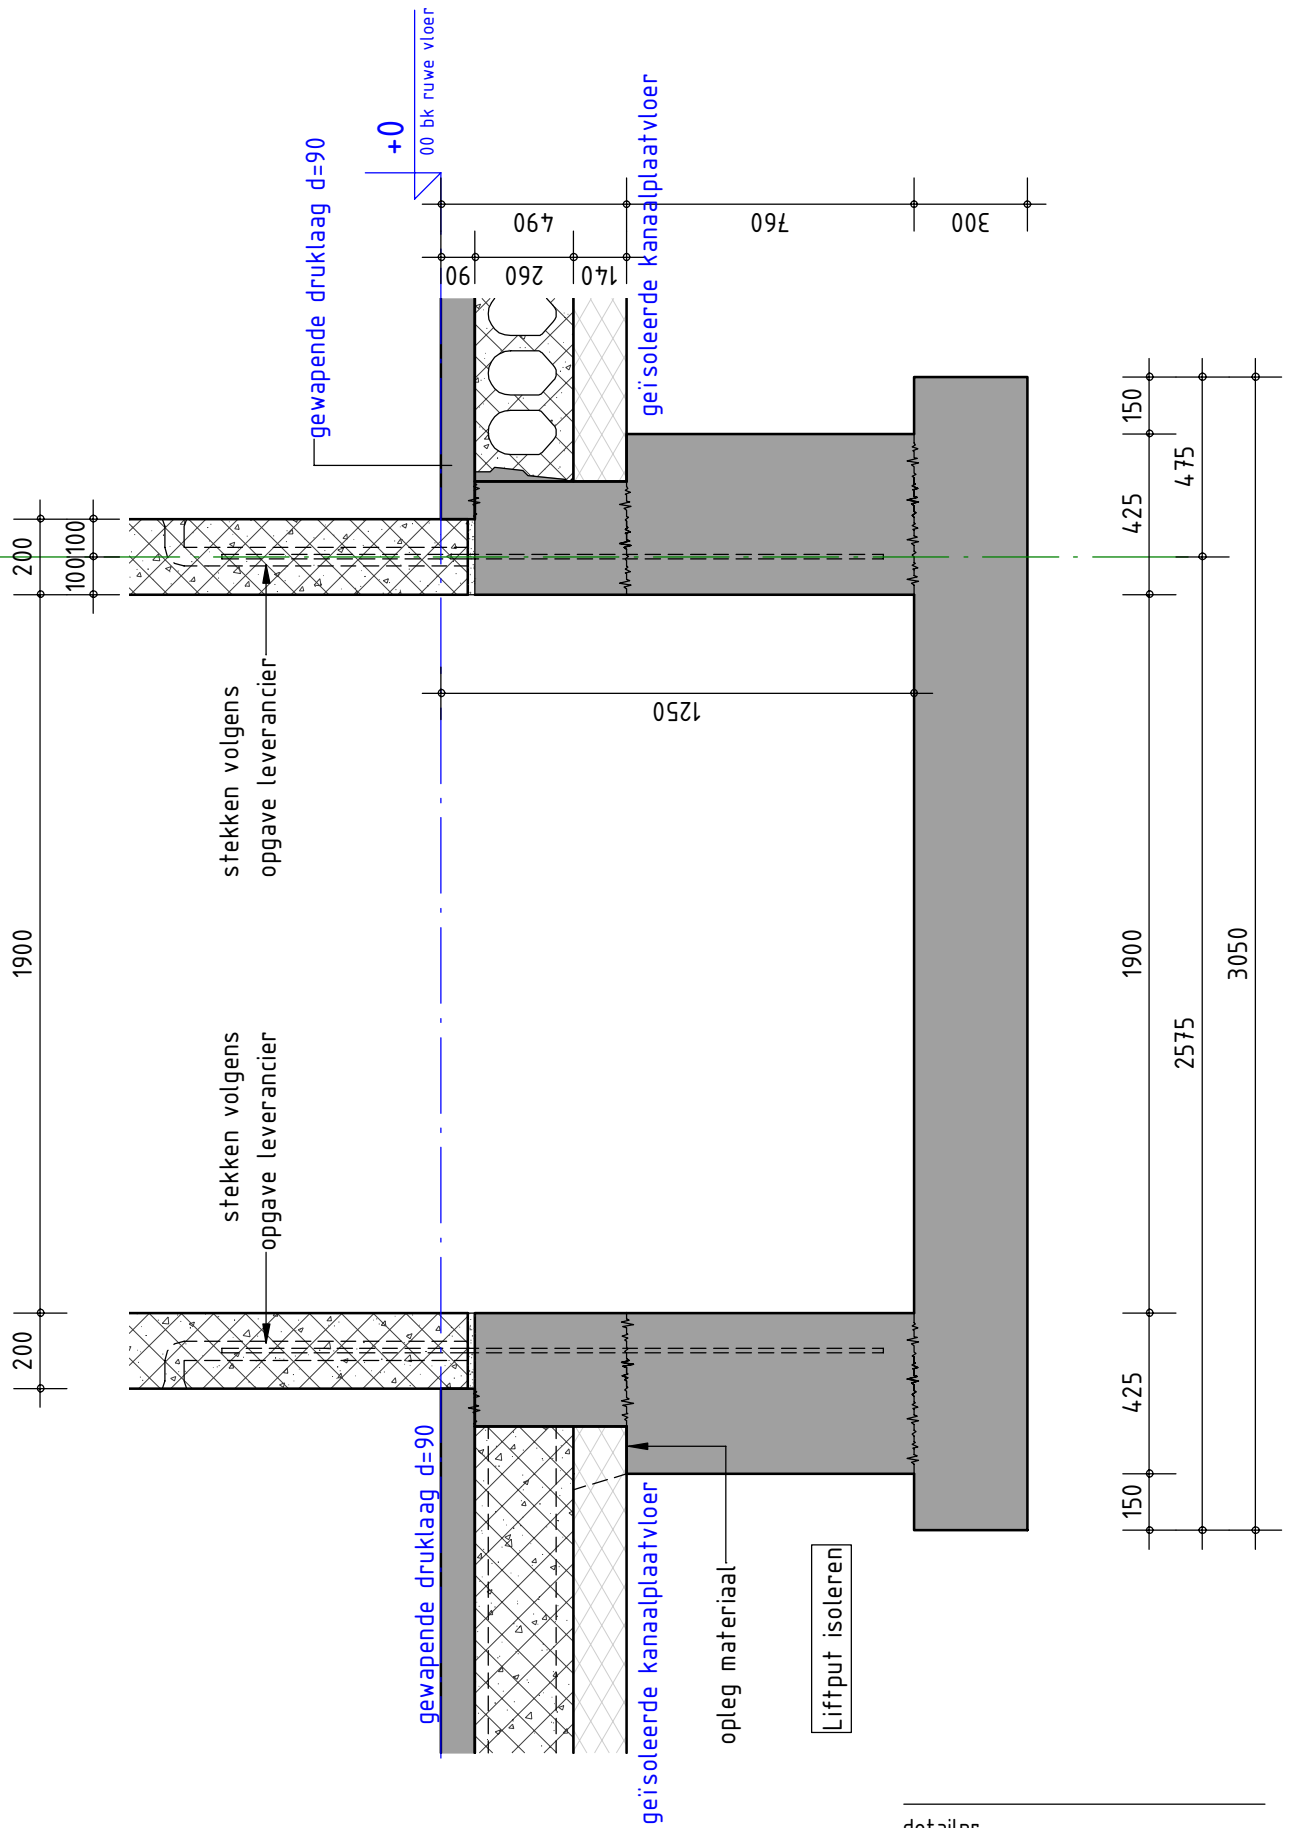 200
1900
200
100
100
stekken volgens
opgave leverancier
stekken volgens
opgave leverancier
gewapende druklaag d=90
+0
00 bk ruwe vloer
gewapende druklaag d=90
90
260
140
490
760
300
1250
geïsoleerde kanaalplaatvloer
geïsoleerde kanaalplaatvloer
opleg materiaal
Liftput isoleren
150
425
1900
425
150
2575
475
3050